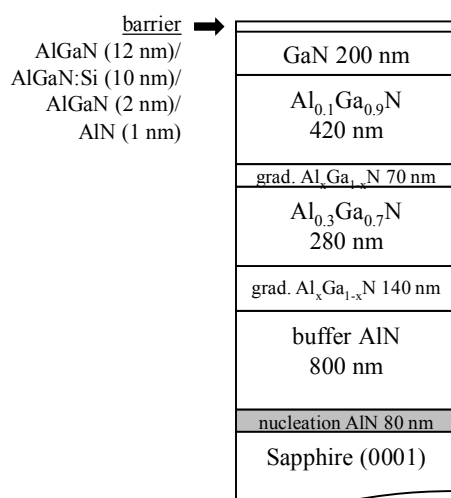 barrier
AlGaN (12 nm)/
AlGaN:Si (10 nm)/
AlGaN (2 nm)/
AlN (1 nm)
GaN 200 nm
Al0.1Ga0.9N
420 nm
grad. AlxGa1-xN 70 nm
Al0.3Ga0.7N
280 nm
grad. AlxGa1-xN 140 nm
buffer AlN
800 nm
nucleation AlN 80 nm
Sapphire (0001)